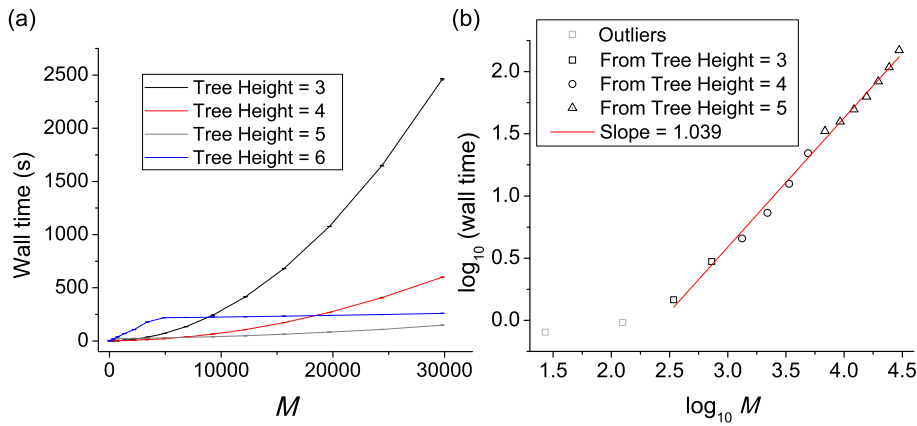 (a)
Tree Height = 3
Tree Height = 4
Tree Height = 5
Tree Height = 6
Wall time (s)
2500
2000
1500
1000
500
0
0 10000 20000 30000
M
(b)
Outliers
From Tree Height = 3
From Tree Height = 4
From Tree Height = 5
Slope = 1.039
log10 (wall time)
2.0
1.5
1.0
0.5
0.0
1.5 2.0 2.5 3.0 3.5 4.0 4.5
log10 M